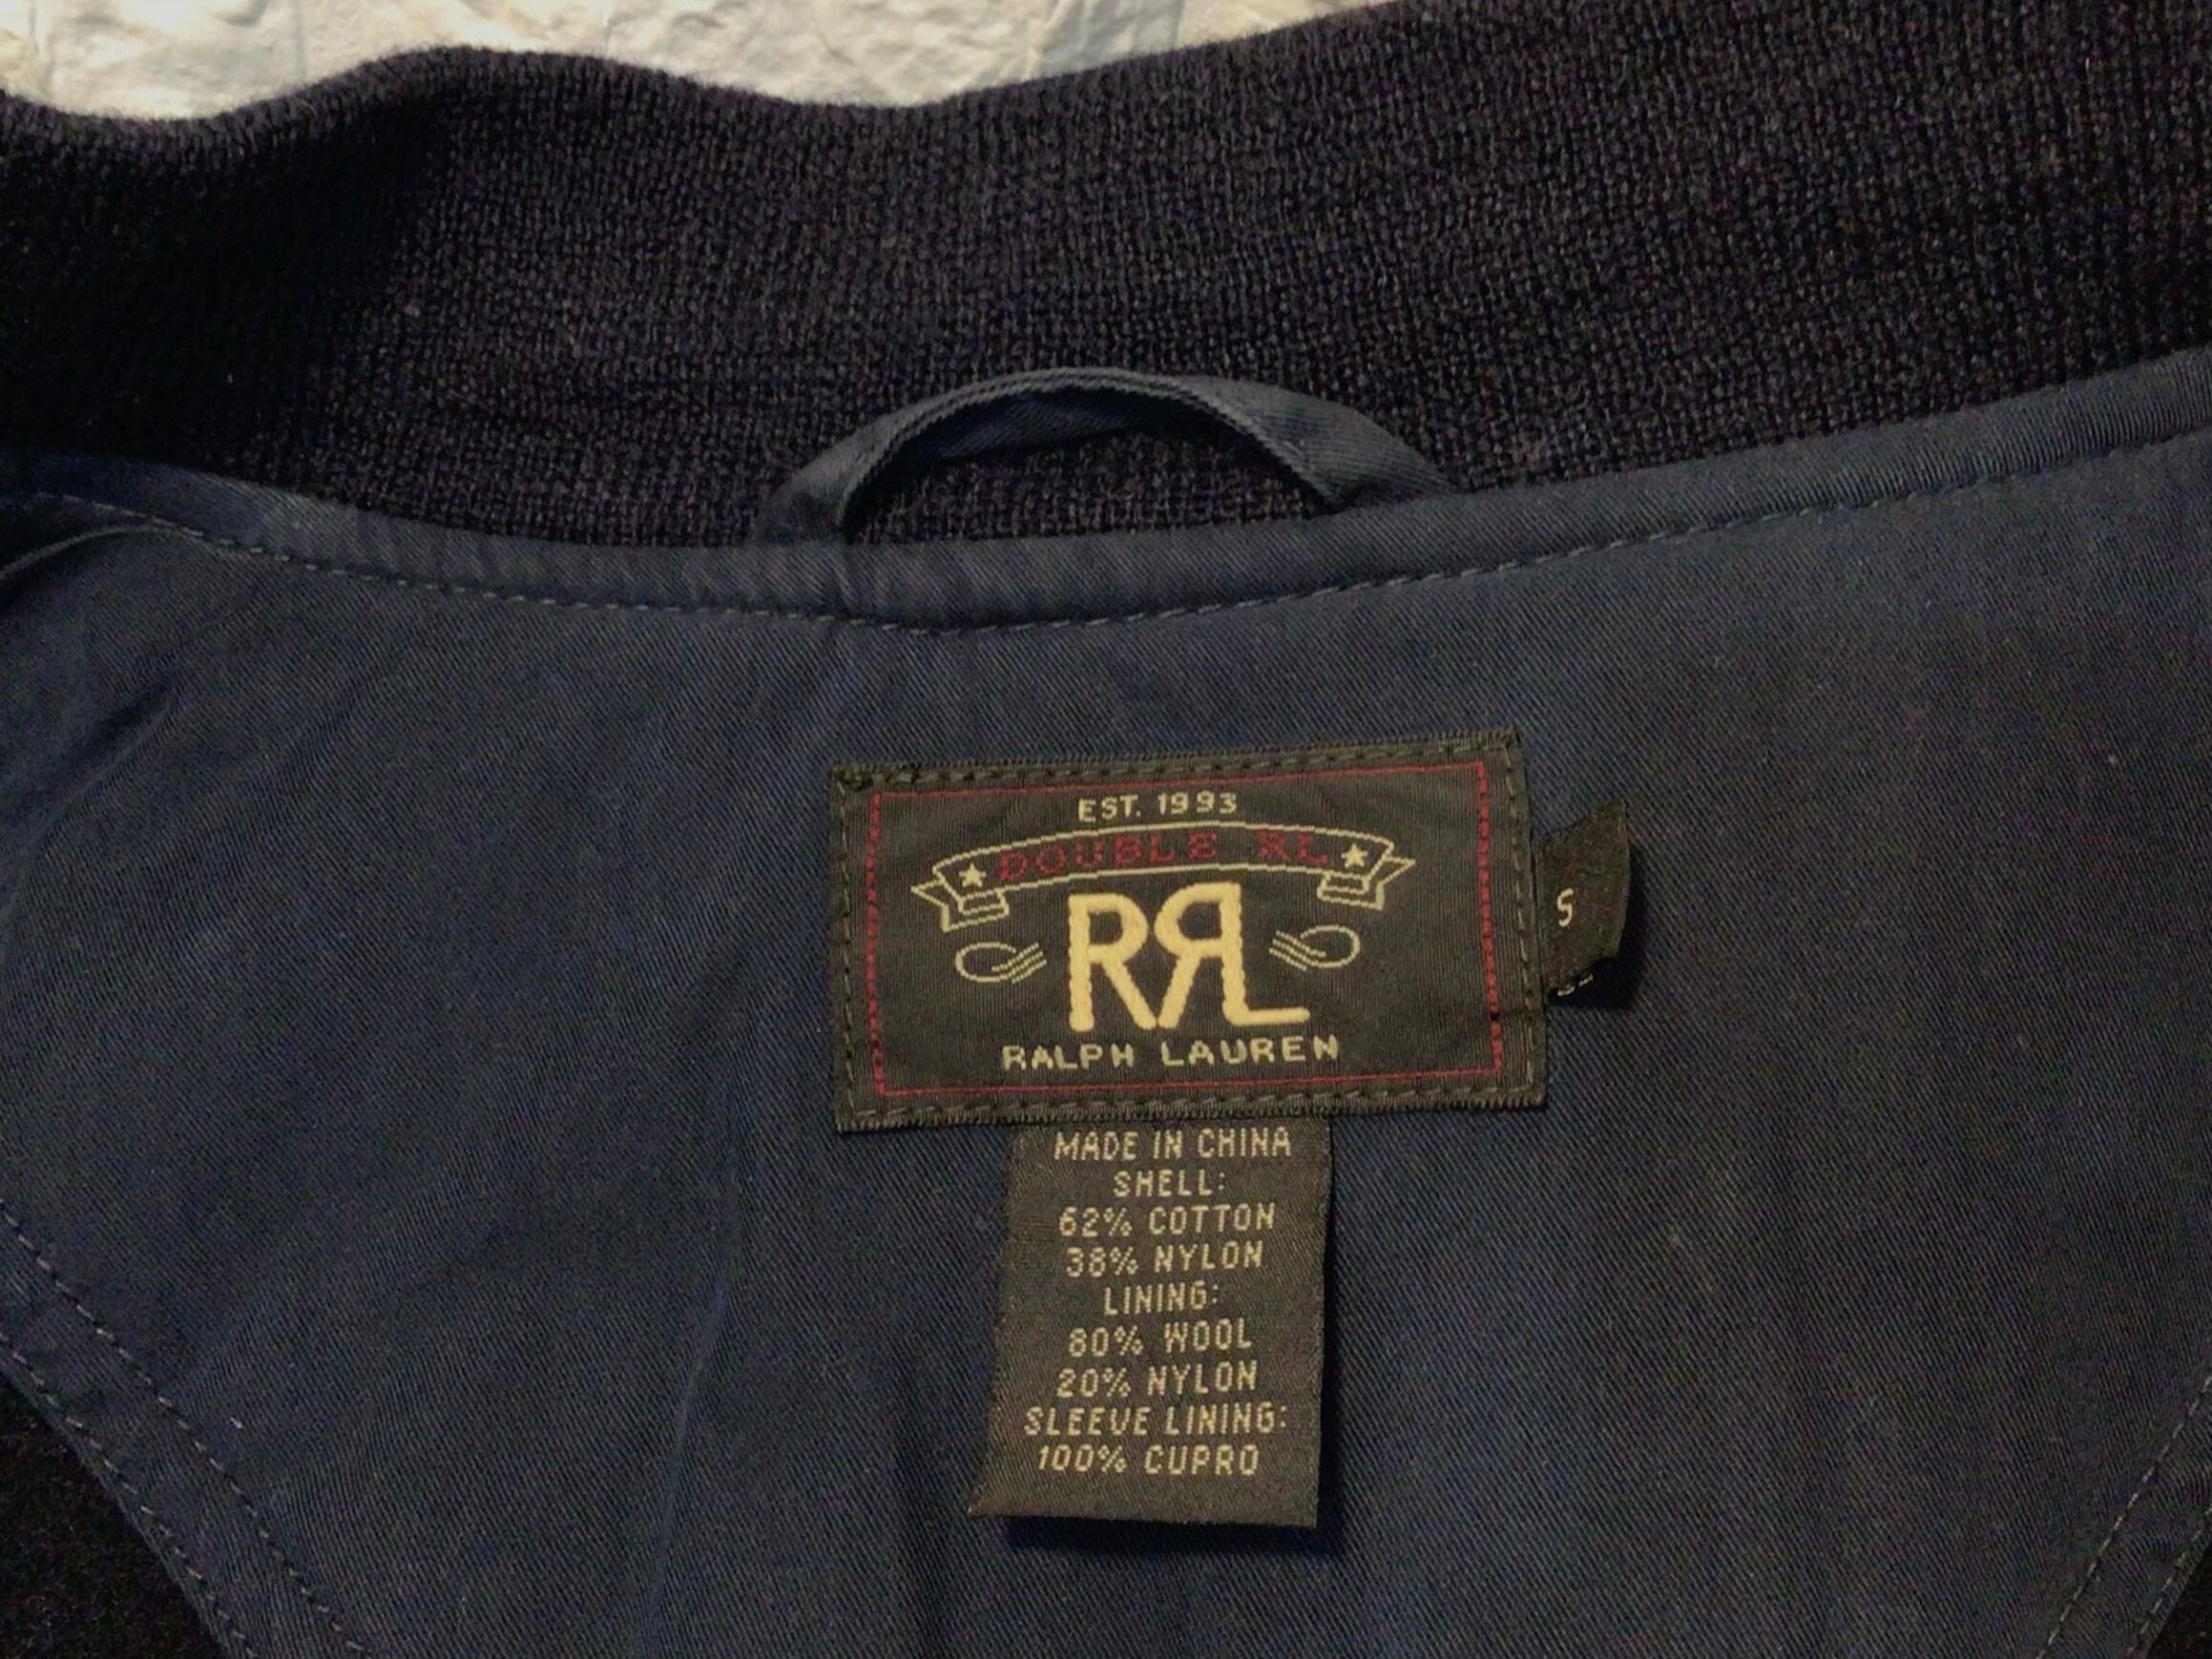 EST. 1993
DOUBLE RL
RRL
RALPH LAUREN
S
MADE IN CHINA
SHELL:
62% COTTON
38% NYLON
LINING:
80% WOOL
20% NYLON
SLEEVE LINING:
100% CUPRO